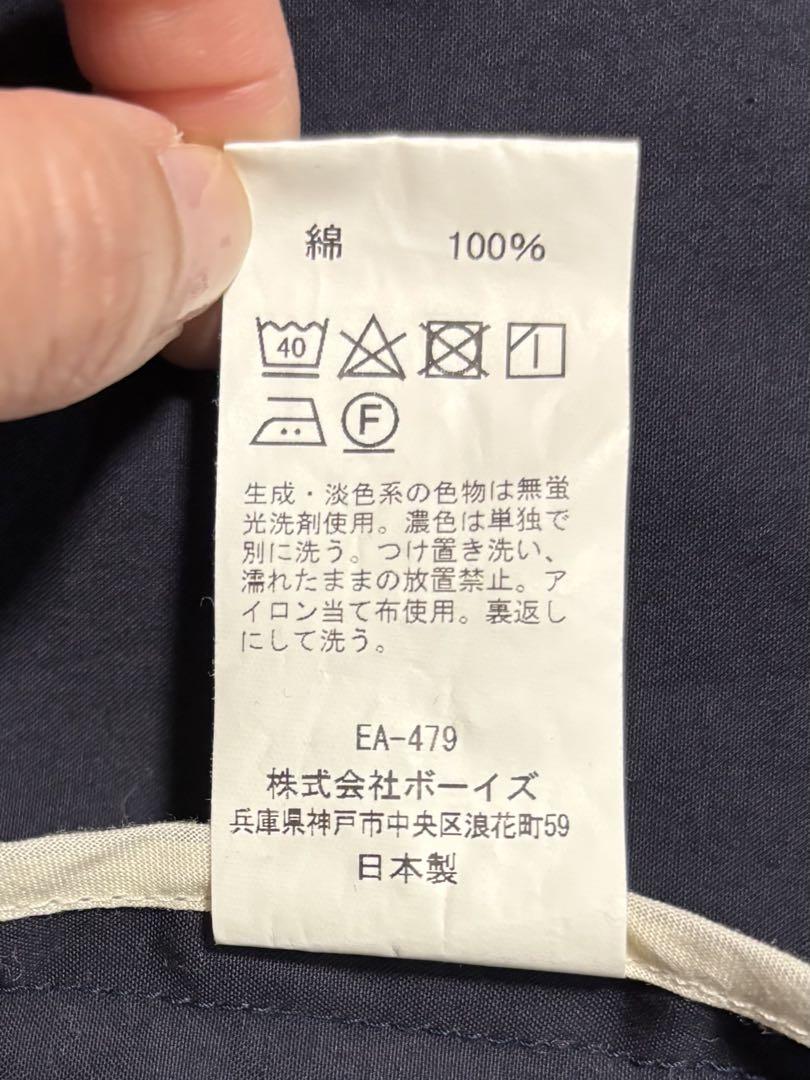 綿 100%
40
F
生成・淡色系の色物は無蛍
光洗剤使用。濃色は単独で
別に洗う。つけ置き洗い、
濡れたままの放置禁止。ア
イロン当て布使用。裏返し
にして洗う。
EA-479
株式会社ボーイズ
兵庫県神戸市中央区浪花町59
日本製